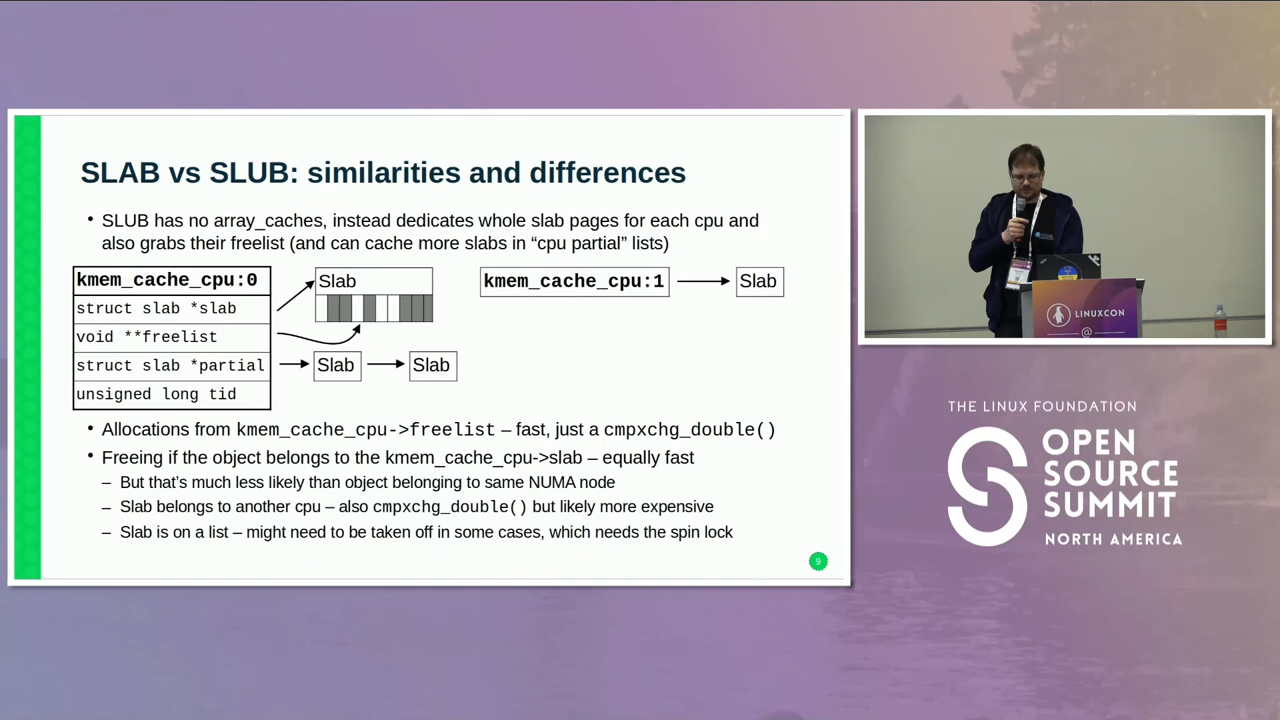 SLAB vs SLUB: similarities and differences
• SLUB has no array_caches, instead dedicates whole slab pages for each cpu and
also grabs their freelist (and can cache more slabs in “cpu partial” lists)
kmem_cache_cpu:0
struct slab *slab
void **freelist
struct slab *partial
unsigned long tid
Slab
Slab
Slab
kmem_cache_cpu:1
Slab
• Allocations from kmem_cache_cpu->freelist – fast, just a cmpxchg_double()
• Freeing if the object belongs to the kmem_cache_cpu->slab – equally fast
– But that’s much less likely than object belonging to same NUMA node
– Slab belongs to another cpu – also cmpxchg_double() but likely more expensive
– Slab is on a list – might need to be taken off in some cases, which needs the spin lock
9
LINUXCON
@
THE LINUX FOUNDATION
OPEN
SOURCE
SUMMIT
NORTH AMERICA